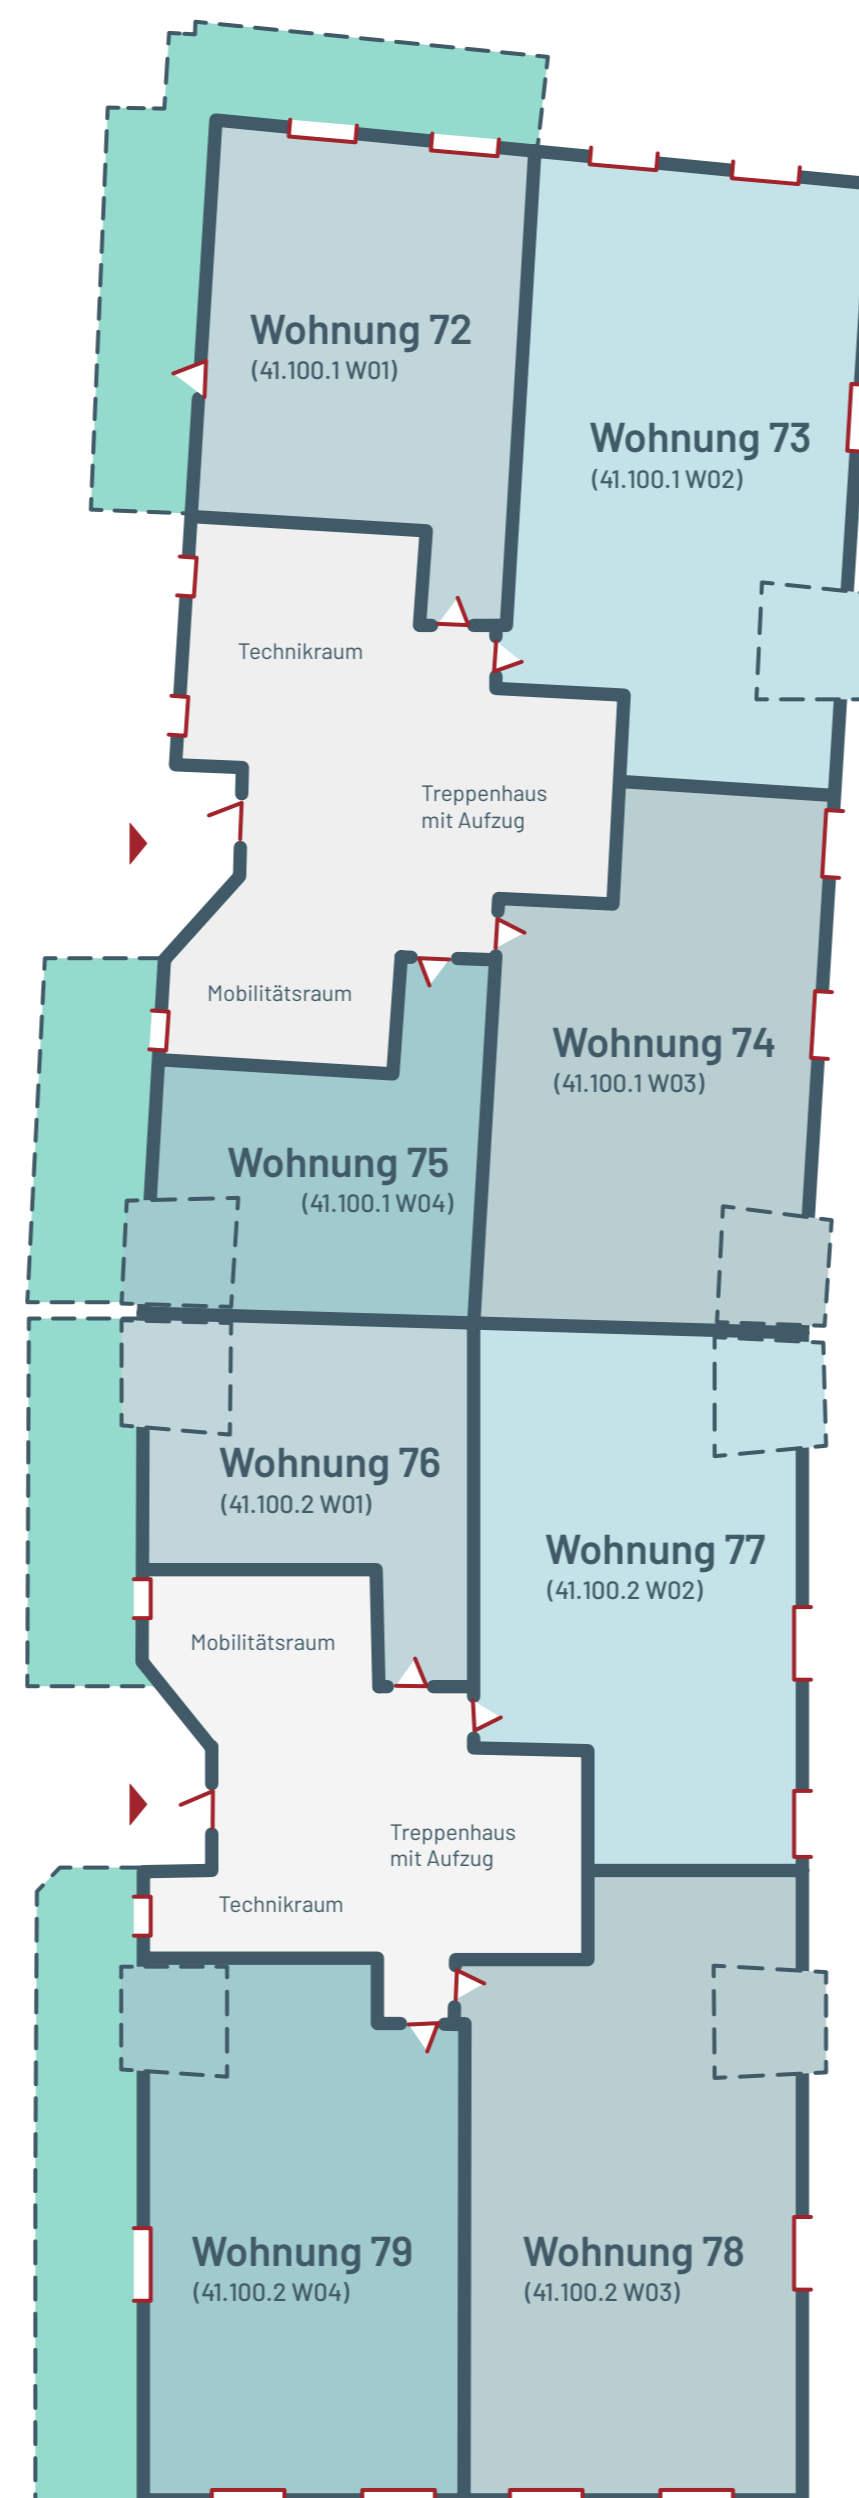 Wohnung 72
(41.100.1 W01)
Wohnung 73
(41.100.1 W02)
Technikraum
Treppenhaus
mit Aufzug
Mobilitätsraum
Wohnung 74
(41.100.1 W03)
Wohnung 75
(41.100.1 W04)
Wohnung 76
(41.100.2 W01)
Wohnung 77
(41.100.2 W02)
Mobilitätsraum
Treppenhaus
mit Aufzug
Technikraum
Wohnung 79
(41.100.2 W04)
Wohnung 78
(41.100.2 W03)